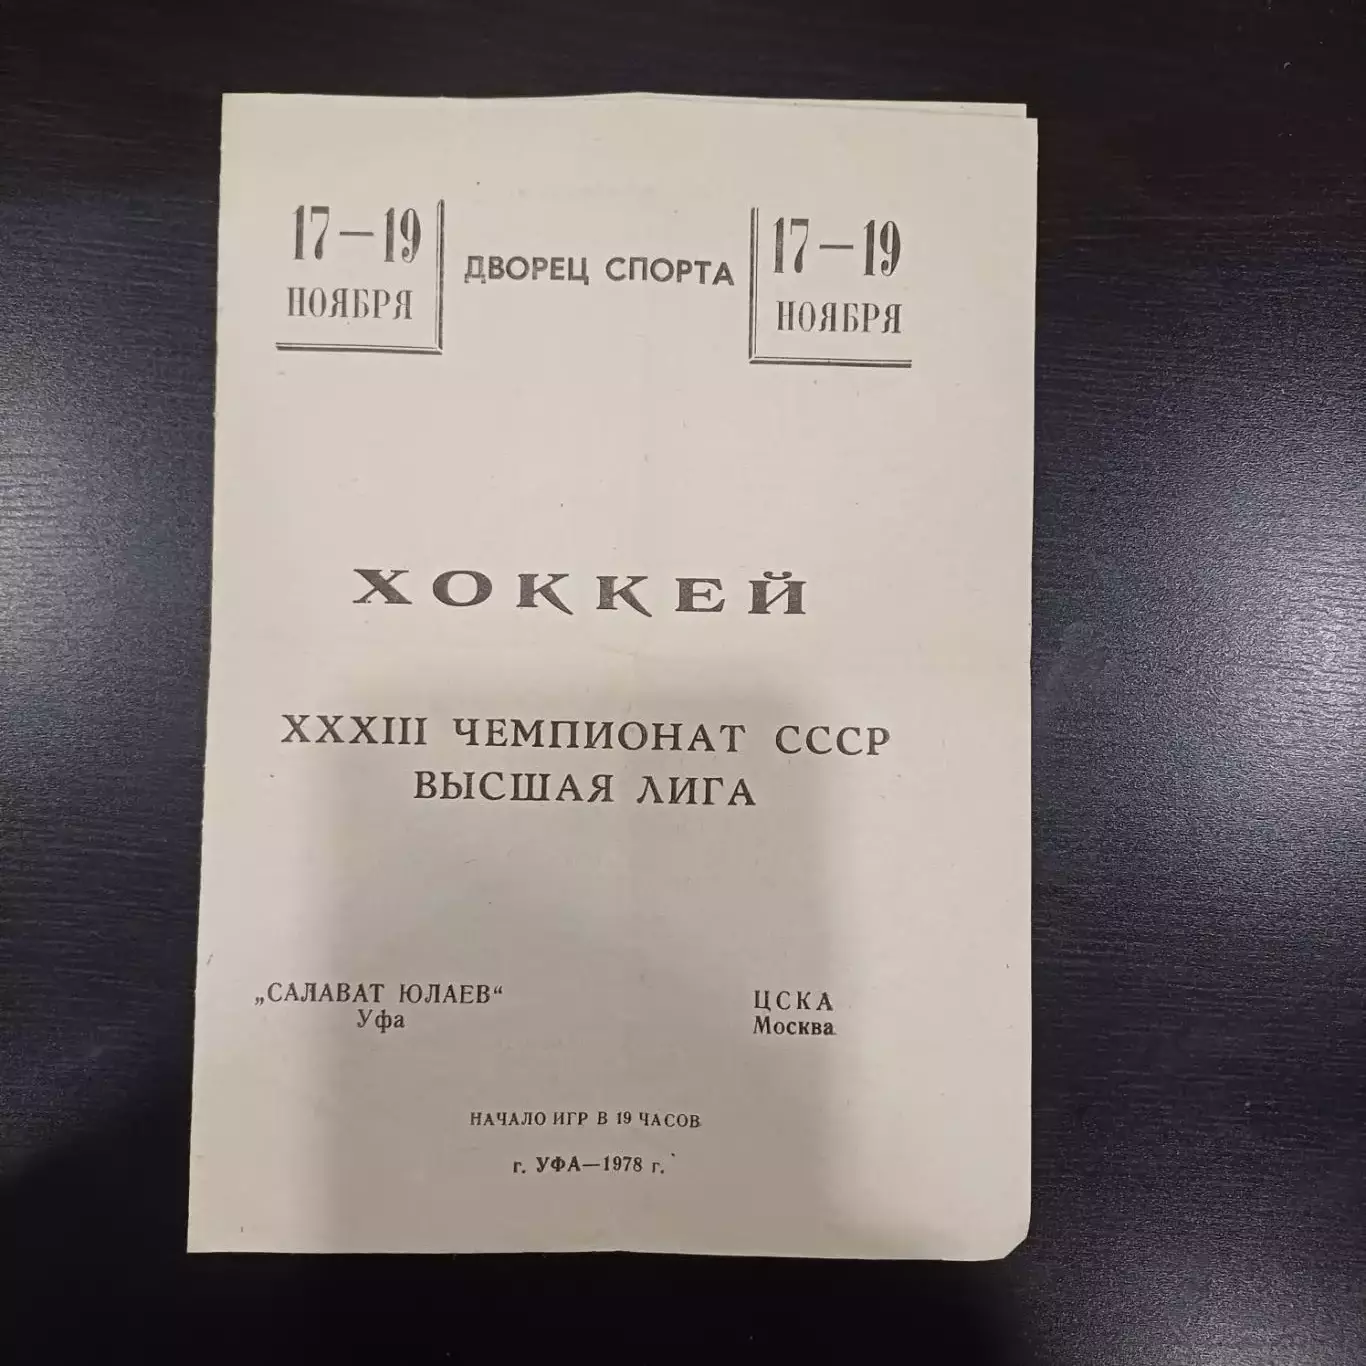 17—19
НОЯБРЯ
ДВОРЕЦ СПОРТА
17—19
НОЯБРЯ
ХОККЕЙ
XXXIII ЧЕМПИОНАТ СССР
ВЫСШАЯ ЛИГА
„САЛАВАТ ЮЛАЕВ“
Уфа
ЦСКА
Москва
НАЧАЛО ИГР В 19 ЧАСОВ
г. УФА—1978 г.